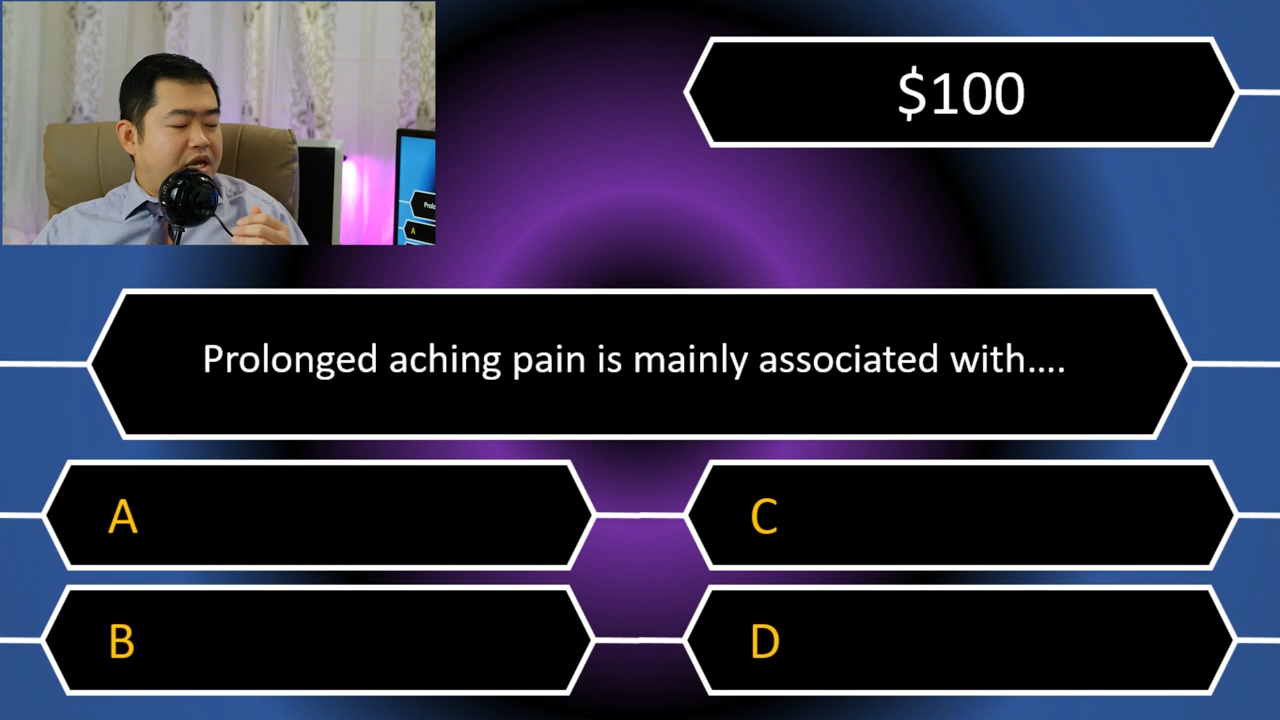 $100
Prolonged aching pain is mainly associated with....
A
C
B
D